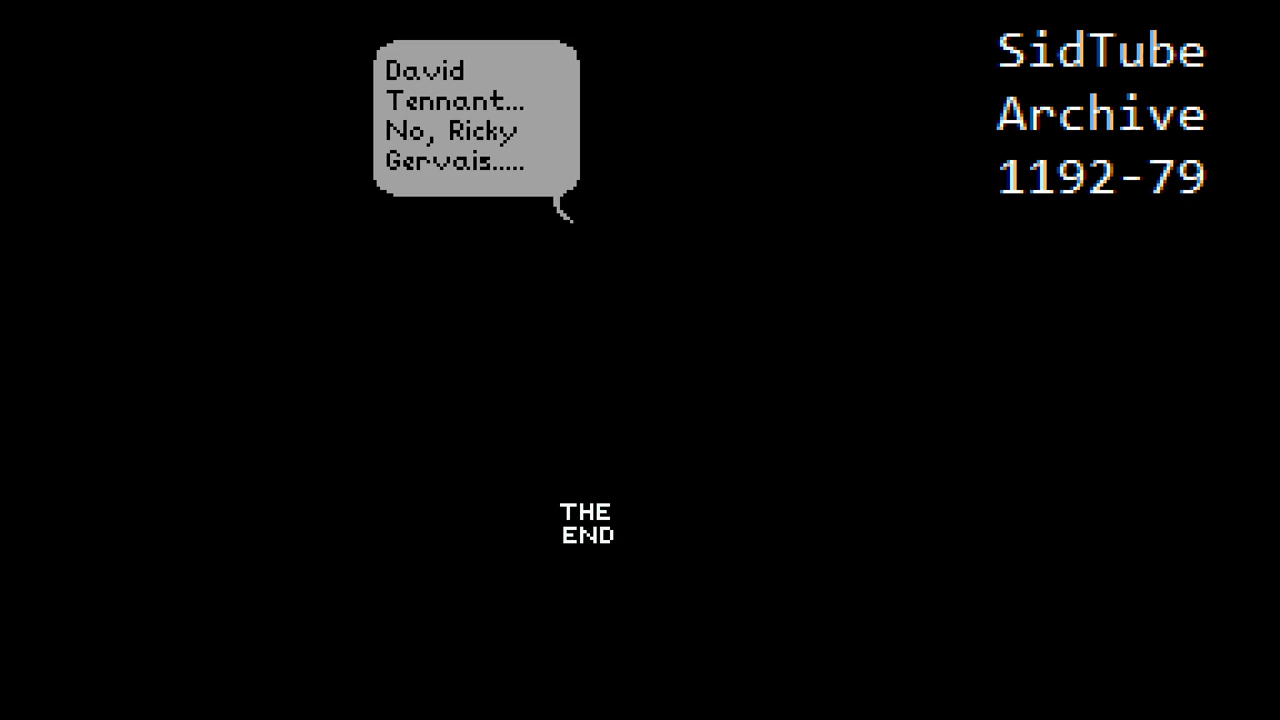 David
Tennant...
No, Ricky
Gervais.....
SidTube
Archive
1192-79
THE
END